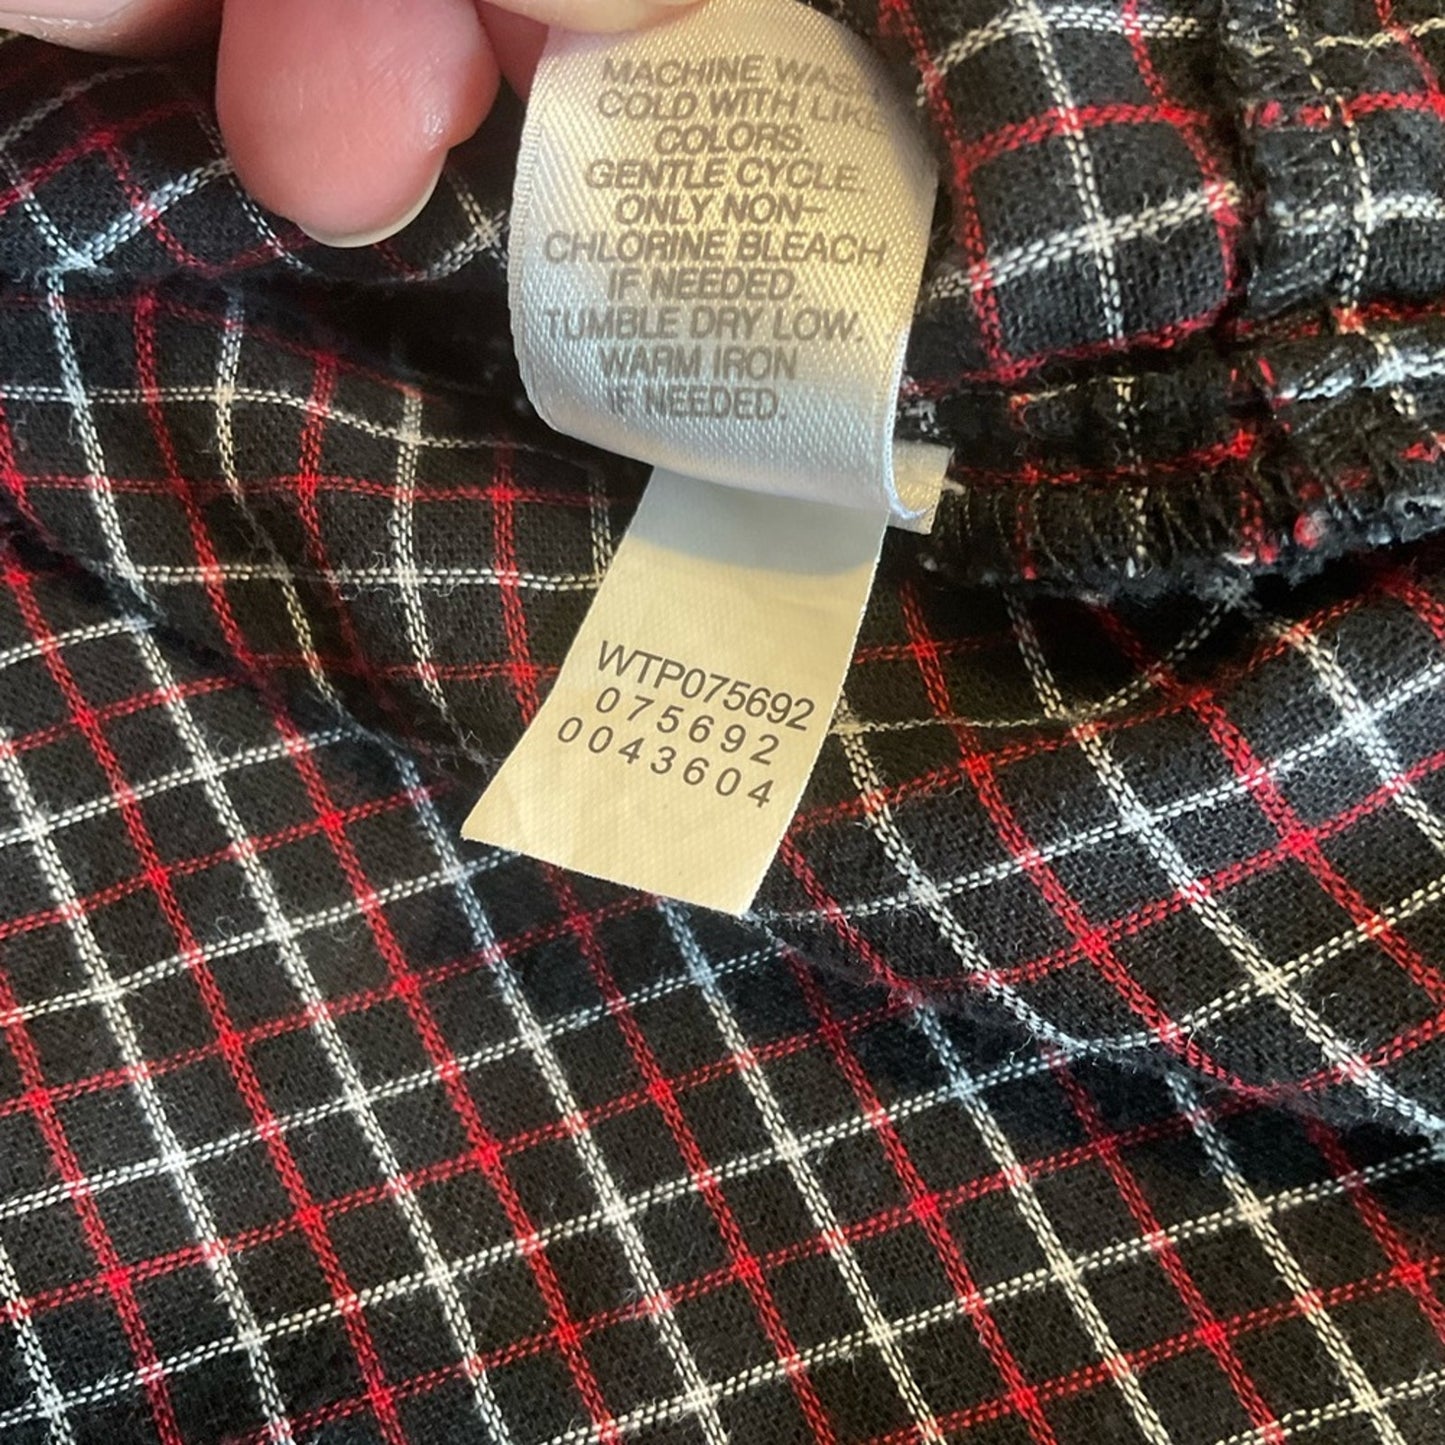 MACHINE WAS
COLD WITH LIKE
COLORS.
GENTLE CYCLE.
ONLY NON-
CHLORINE BLEACH
IF NEEDED.
TUMBLE DRY LOW.
WARM IRON
IF NEEDED.
WTP075692
075692
0043604